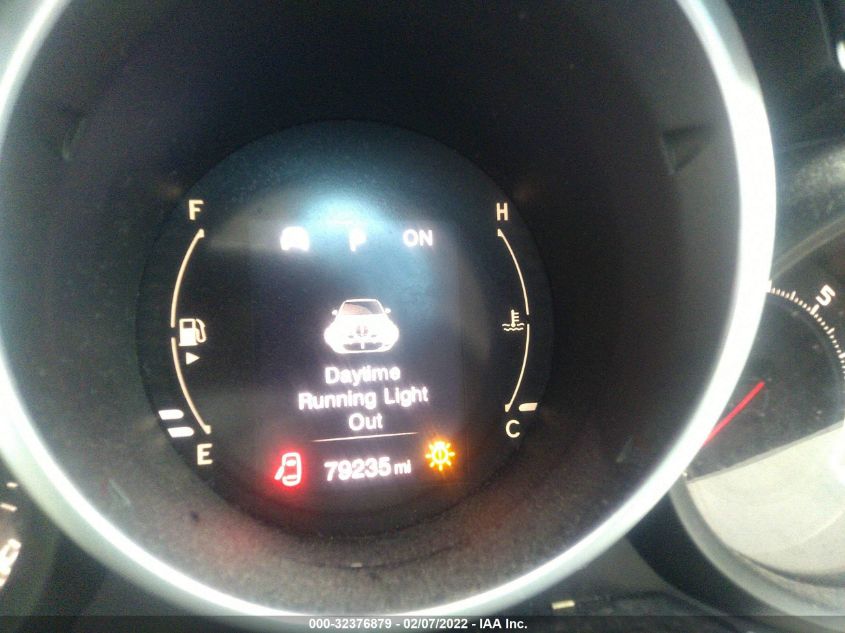 F
H
P ON
5
Daytime
Running Light
Out
E
C
79235 mi
000-32376879 - 02/07/2022 - IAA Inc.